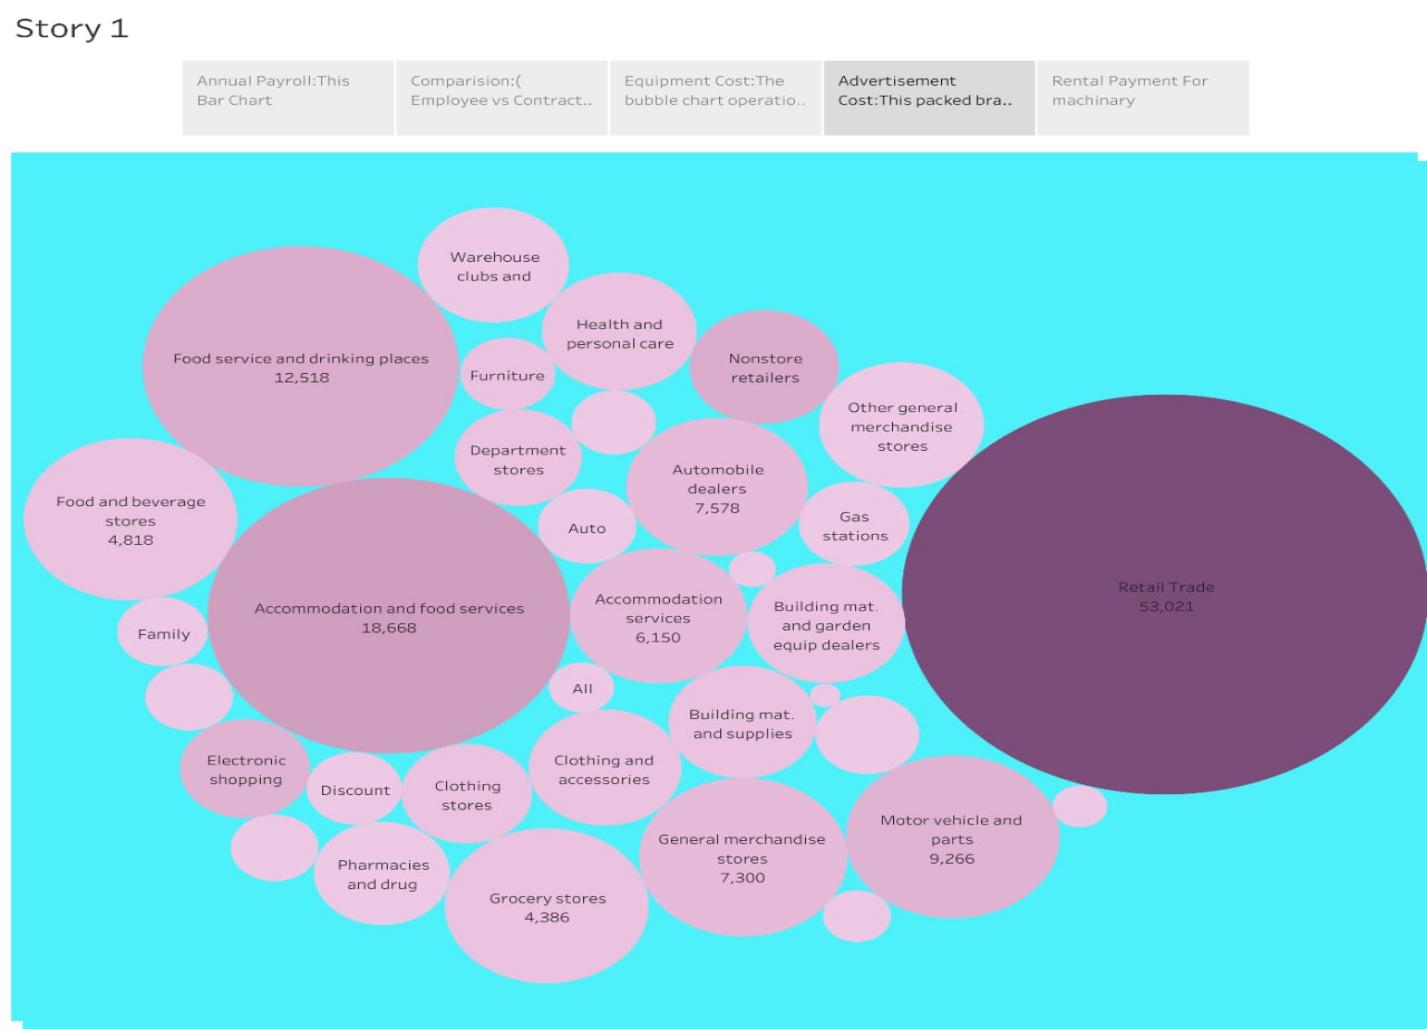 Story 1
Annual Payroll:This
Bar Chart
Comparision:(
Employee vs Contract..
Equipment Cost:The
bubble chart operatio..
Advertisement
Cost:This packed bra..
Rental Payment For
machinary
Warehouse
clubs and
Food service and drinking places
12,518
Health and
personal care
Nonstore
retailers
Furniture
Other general
merchandise
stores
Department
stores
Automobile
dealers
7,578
Food and beverage
stores
4,818
Auto
Gas
stations
Retail Trade
53,021
Accommodation and food services
18,668
Accommodation
services
6,150
Building mat.
and garden
equip dealers
Family
All
Building mat.
and supplies
Electronic
shopping
Discount
Clothing
stores
Clothing and
accessories
Pharmacies
and drug
Grocery stores
4,386
General merchandise
stores
7,300
Motor vehicle and
parts
9,266